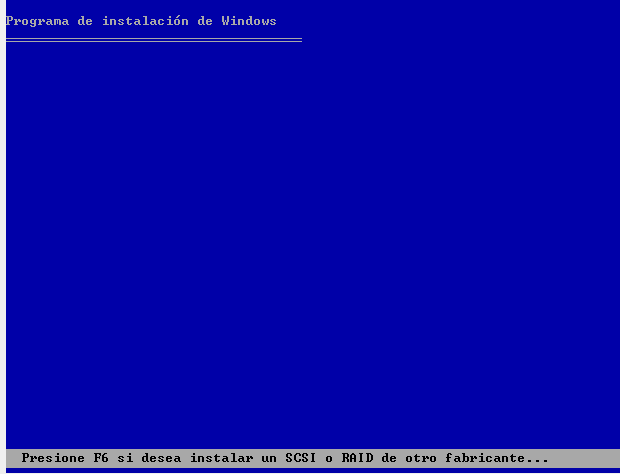 Programa de instalación de Windows
Presione F6 si desea instalar un SCSI o RAID de otro fabricante...